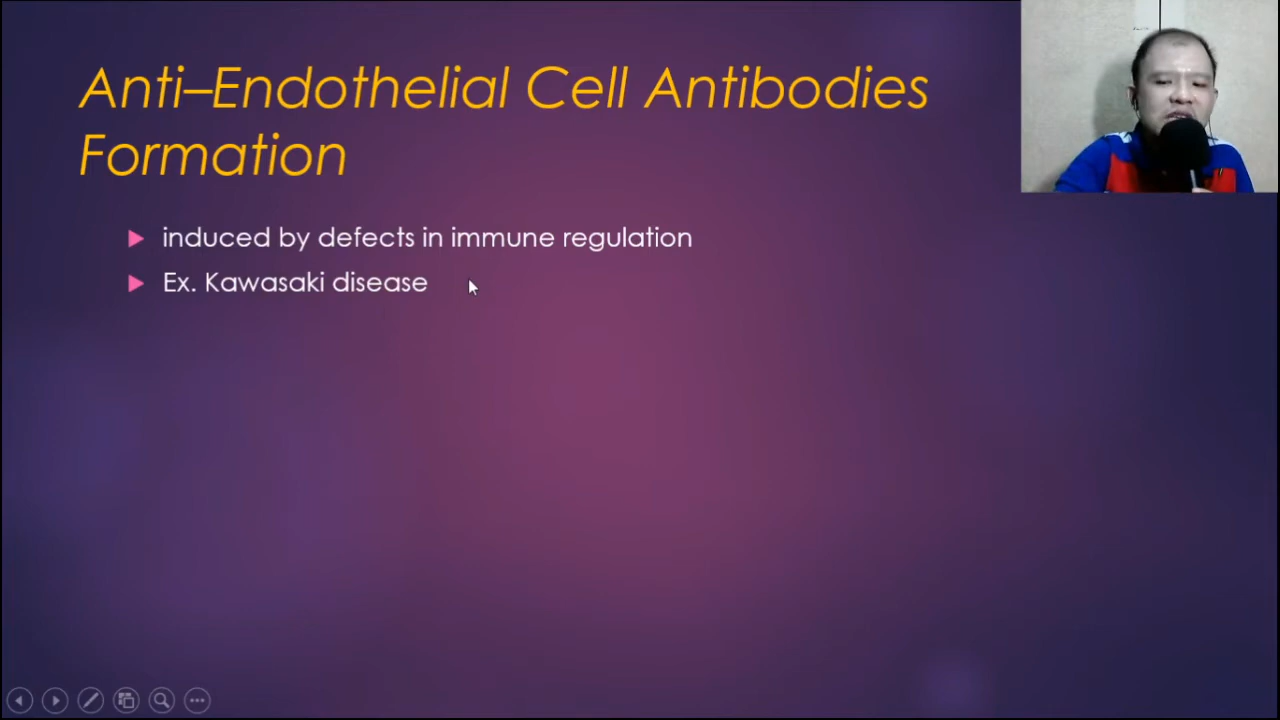 Anti–Endothelial Cell Antibodies
Formation
induced by defects in immune regulation
Ex. Kawasaki disease